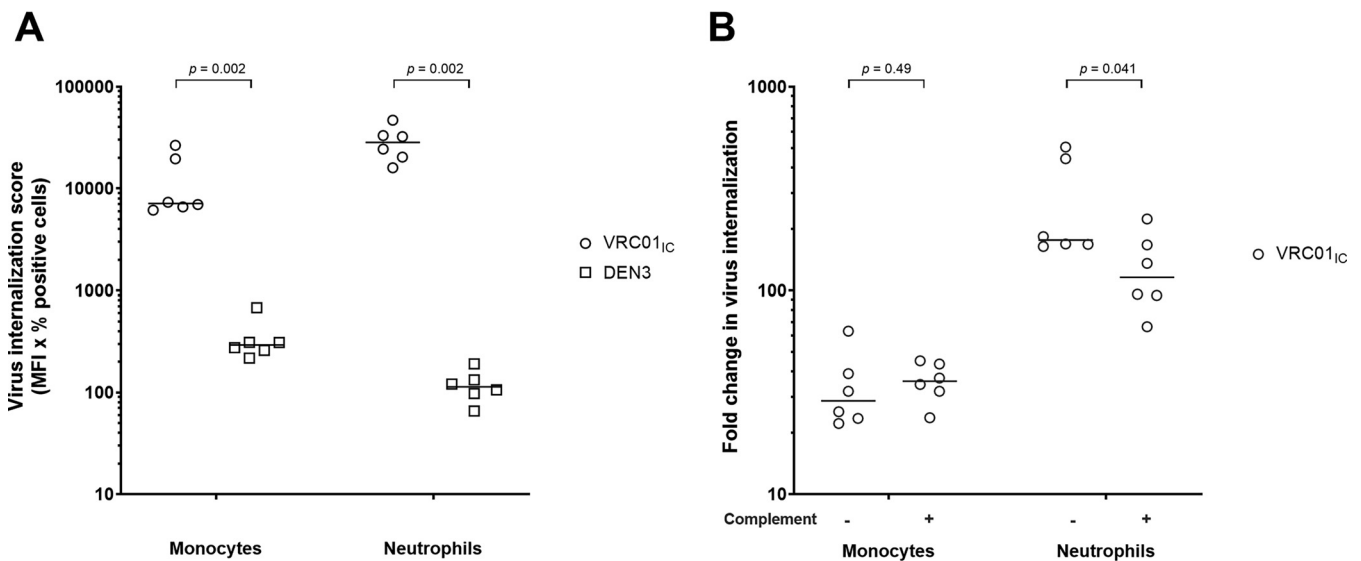 A
p = 0.002
p = 0.002
Virus internalization score
(MFI x % positive cells)
100000
10000
1000
100
10
Monocytes
Neutrophils
VRC01IC
DEN3
B
p = 0.49
p = 0.041
Fold change in virus internalization
1000
100
10
Complement - + - +
Monocytes
Neutrophils
VRC01IC